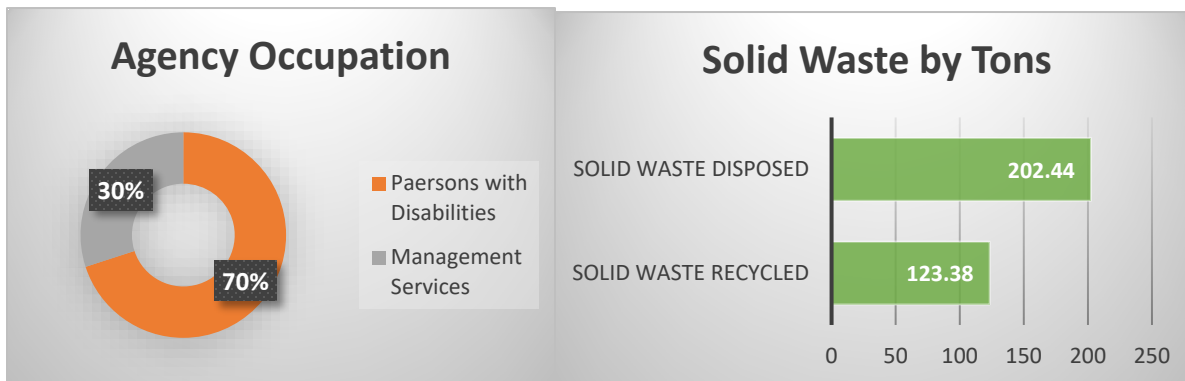 Agency Occupation
30%
70%
Paersons with
Disabilities
Management
Services
Solid Waste by Tons
SOLID WASTE DISPOSED
202.44
SOLID WASTE RECYCLED
123.38
0 50 100 150 200 250